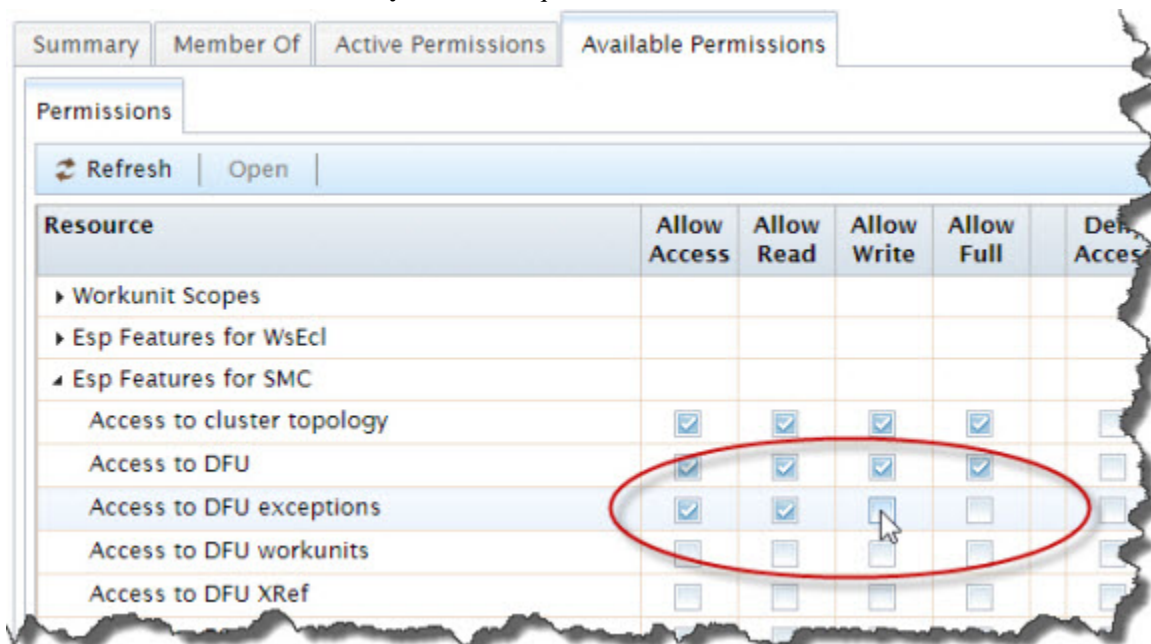 Summary Member Of Active Permissions Available Permissions
Permissions
Refresh Open
Resource Allow Access Allow Read Allow Write Allow Full
Workunit Scopes
Esp Features for WsEcl
Esp Features for SMC
Access to cluster topology
Access to DFU
Access to DFU exceptions
Access to DFU workunits
Access to DFU XRef